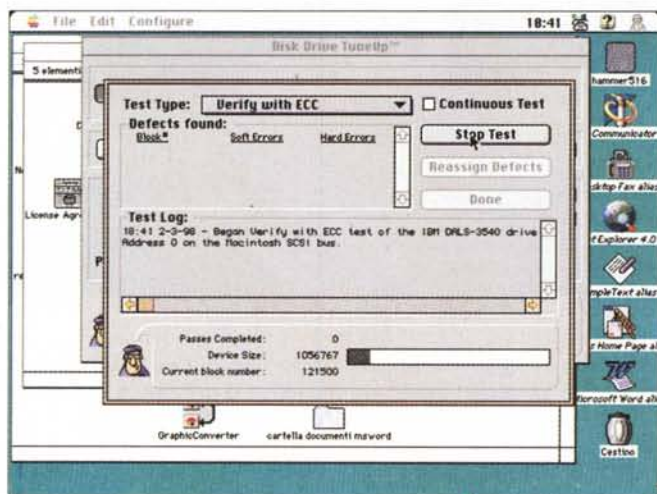 File Edit Configure 18:41
Disk Drive TuneUp™
5 elementi
hammer516
Test Type: Verify with ECC Continuous Test
Defects found:
Block# Soft Errors Hard Errors
Stop Test
Reassign Defects
Done
Communicator
sktop Fax alias
License Agr
Test Log:
18:41 2-3-98 - Began Verify with ECC test of the IBM DALS-3540 drive
Address 0 on the Macintosh SCSI bus.
t Explorer 4.0
mpleText alias
Passes Completed: 0
Device Size: 1056767
Current block number: 121500
s Home Page al
icrosoft Word ali
GraphicConverter
cartella documenti msword
Cestino